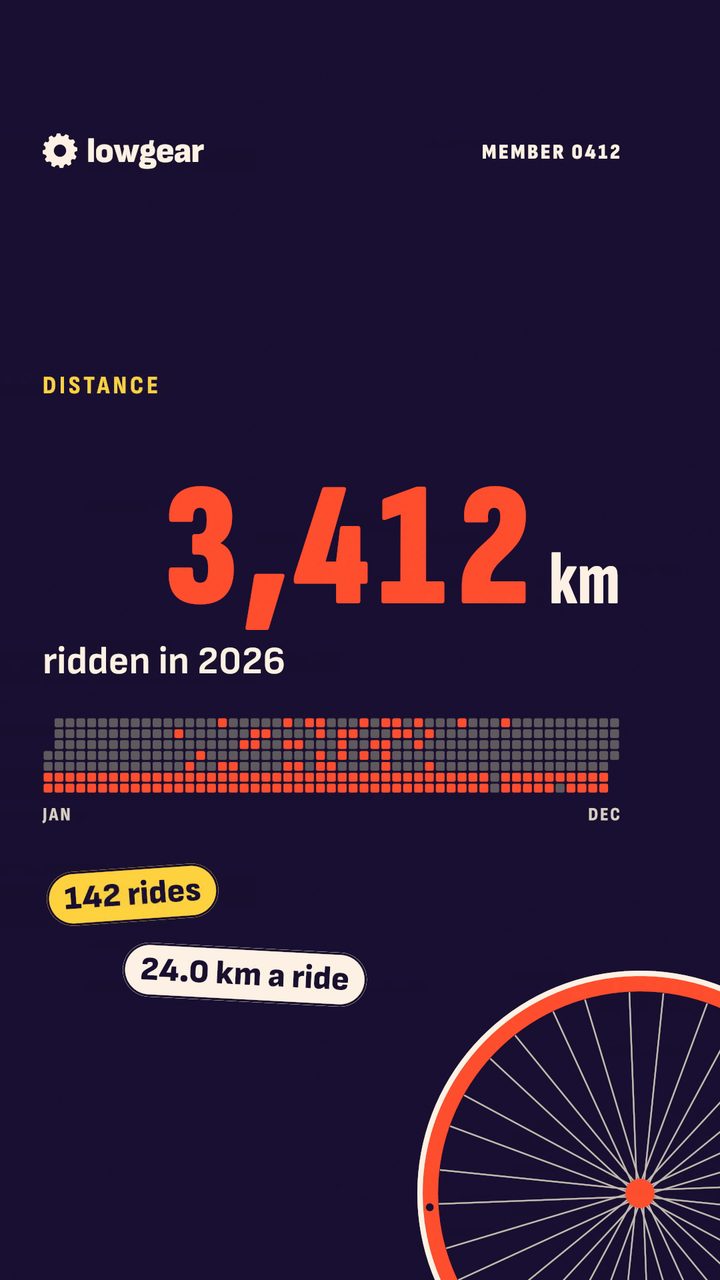 lowgear
MEMBER 0412
DISTANCE
3,412 km
ridden in 2026
JAN
DEC
142 rides
24.0 km a ride